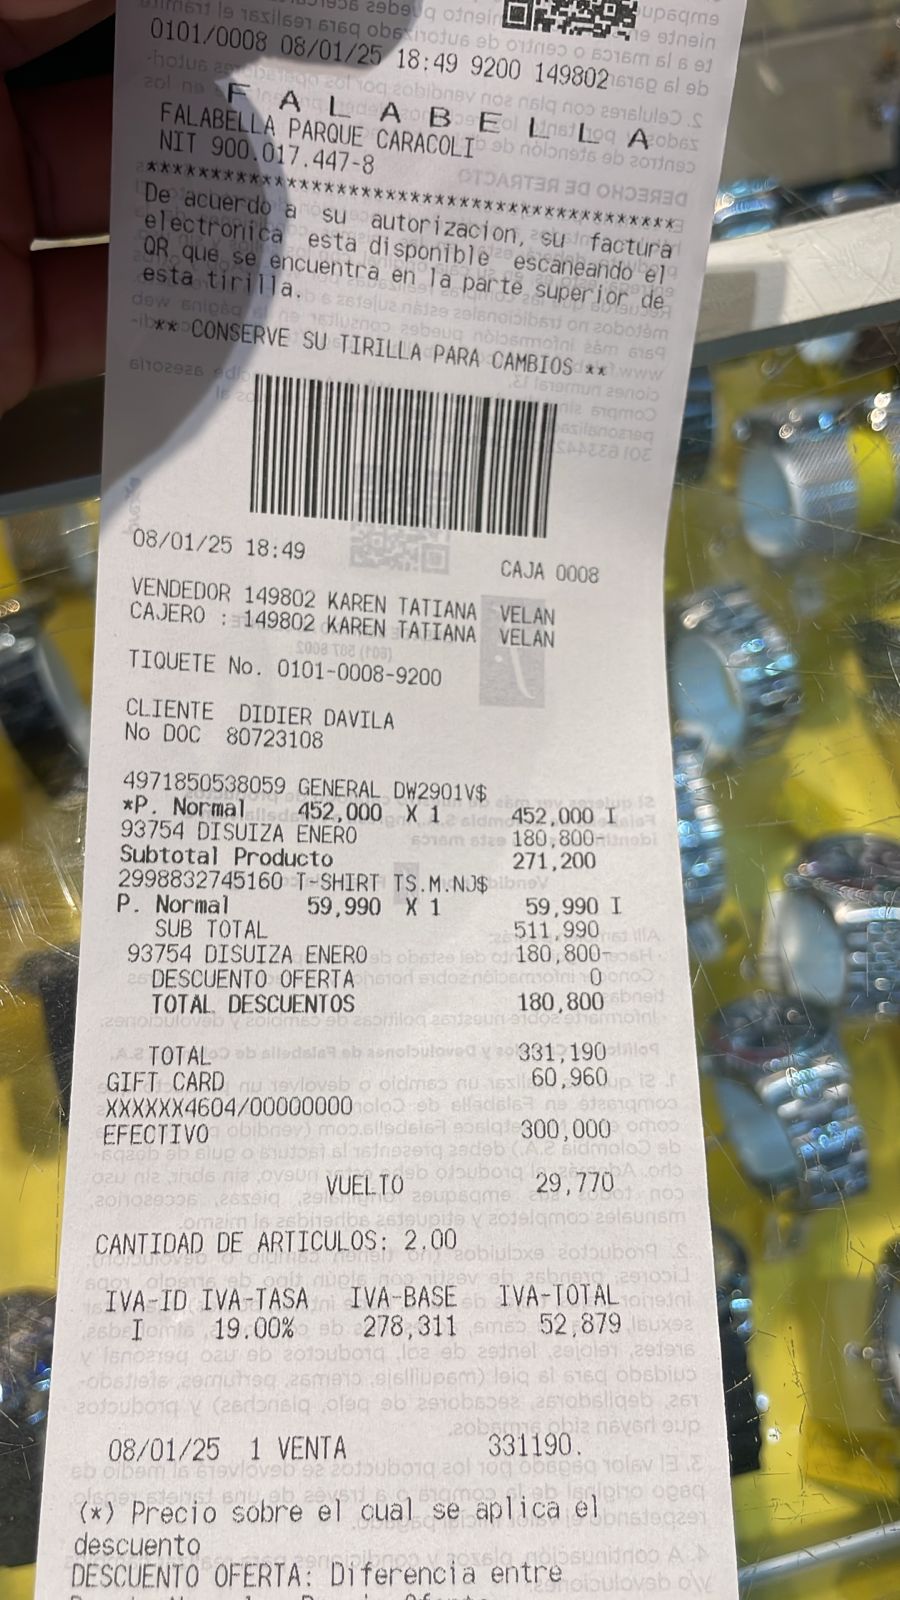 0101/0008 08/01/25 18:49 9200 149802
F A L A B E L L A
FALABELLA PARQUE CARACOLI
NIT 900.017.447-8
****************************************
De acuerdo a su autorizacion, su factura
electronica esta disponible escaneando el
QR que se encuentra en la parte superior de
esta tirilla.
** CONSERVE SU TIRILLA PARA CAMBIOS **
08/01/25 18:49 CAJA 0008
VENDEDOR 149802 KAREN TATIANA VELAN
CAJERO : 149802 KAREN TATIANA VELAN
TIQUETE No. 0101-0008-9200
CLIENTE DIDIER DAVILA
No DOC 80723108
4971850538059 GENERAL DW2901V$
*P. Normal 452,000 X 1 452,000 I
93754 DISUIZA ENERO 180,800-
Subtotal Producto 271,200
2998832745160 T-SHIRT TS.M.NJ$
P. Normal 59,990 X 1 59,990 I
SUB TOTAL 511,990
93754 DISUIZA ENERO 180,800-
DESCUENTO OFERTA 0
TOTAL DESCUENTOS 180,800
TOTAL 331,190
GIFT CARD 60,960
XXXXXX4604/00000000
EFECTIVO 300,000
VUELTO 29,770
CANTIDAD DE ARTICULOS: 2.00
IVA-ID IVA-TASA IVA-BASE IVA-TOTAL
I 19.00% 278,311 52,879
08/01/25 1 VENTA 331190.
(*) Precio sobre el cual se aplica el
descuento
DESCUENTO OFERTA: Diferencia entre